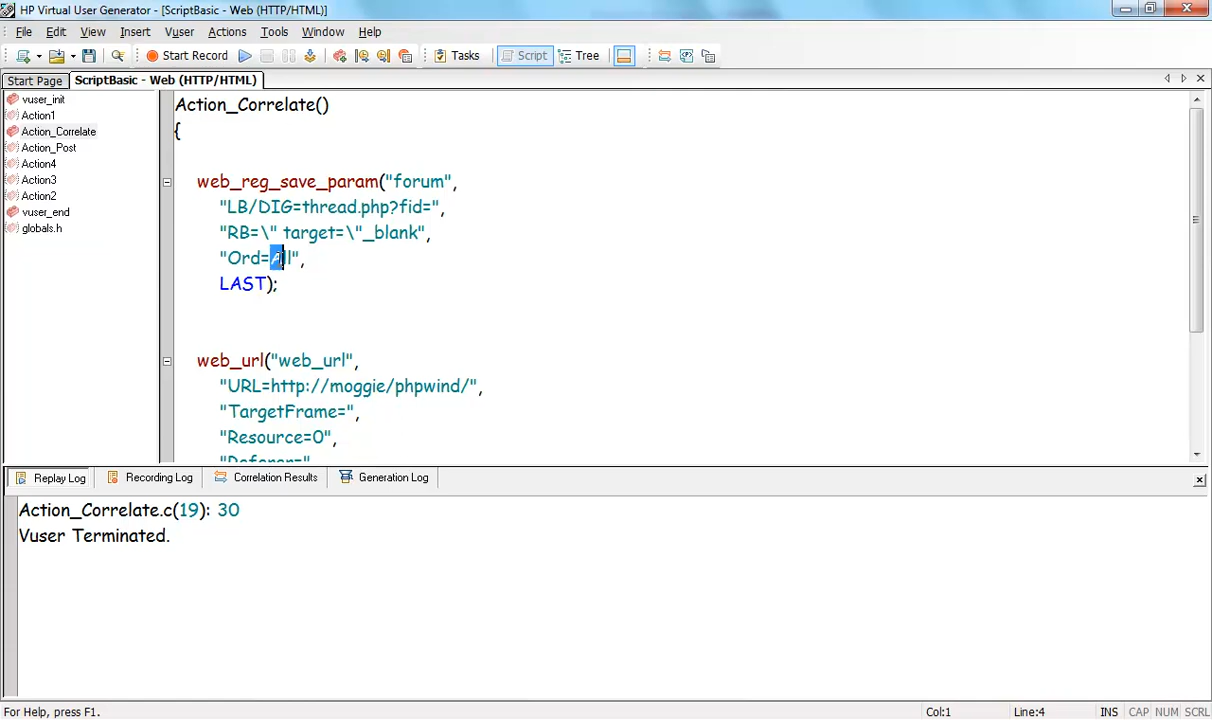 HP Virtual User Generator - [ScriptBasic - Web (HTTP/HTML)]
File Edit View Insert Vuser Actions Tools Window Help
Start Record Tasks Script Tree
Start Page ScriptBasic - Web (HTTP/HTML)
vuser_init
Action1
Action_Correlate
Action_Post
Action4
Action3
Action2
vuser_end
globals.h
Action_Correlate()
{
web_reg_save_param("forum",
"LB/DIG=thread.php?fid=",
"RB=\" target=\"_blank",
"Ord=All",
LAST);
web_url("web_url",
"URL=http://moggie/phpwind/",
"TargetFrame=",
"Resource=0",
"Referer="
Replay Log Recording Log Correlation Results Generation Log
Action_Correlate.c(19): 30
Vuser Terminated.
For Help, press F1. Col:1 Line:4 INS CAP NUM SCRL